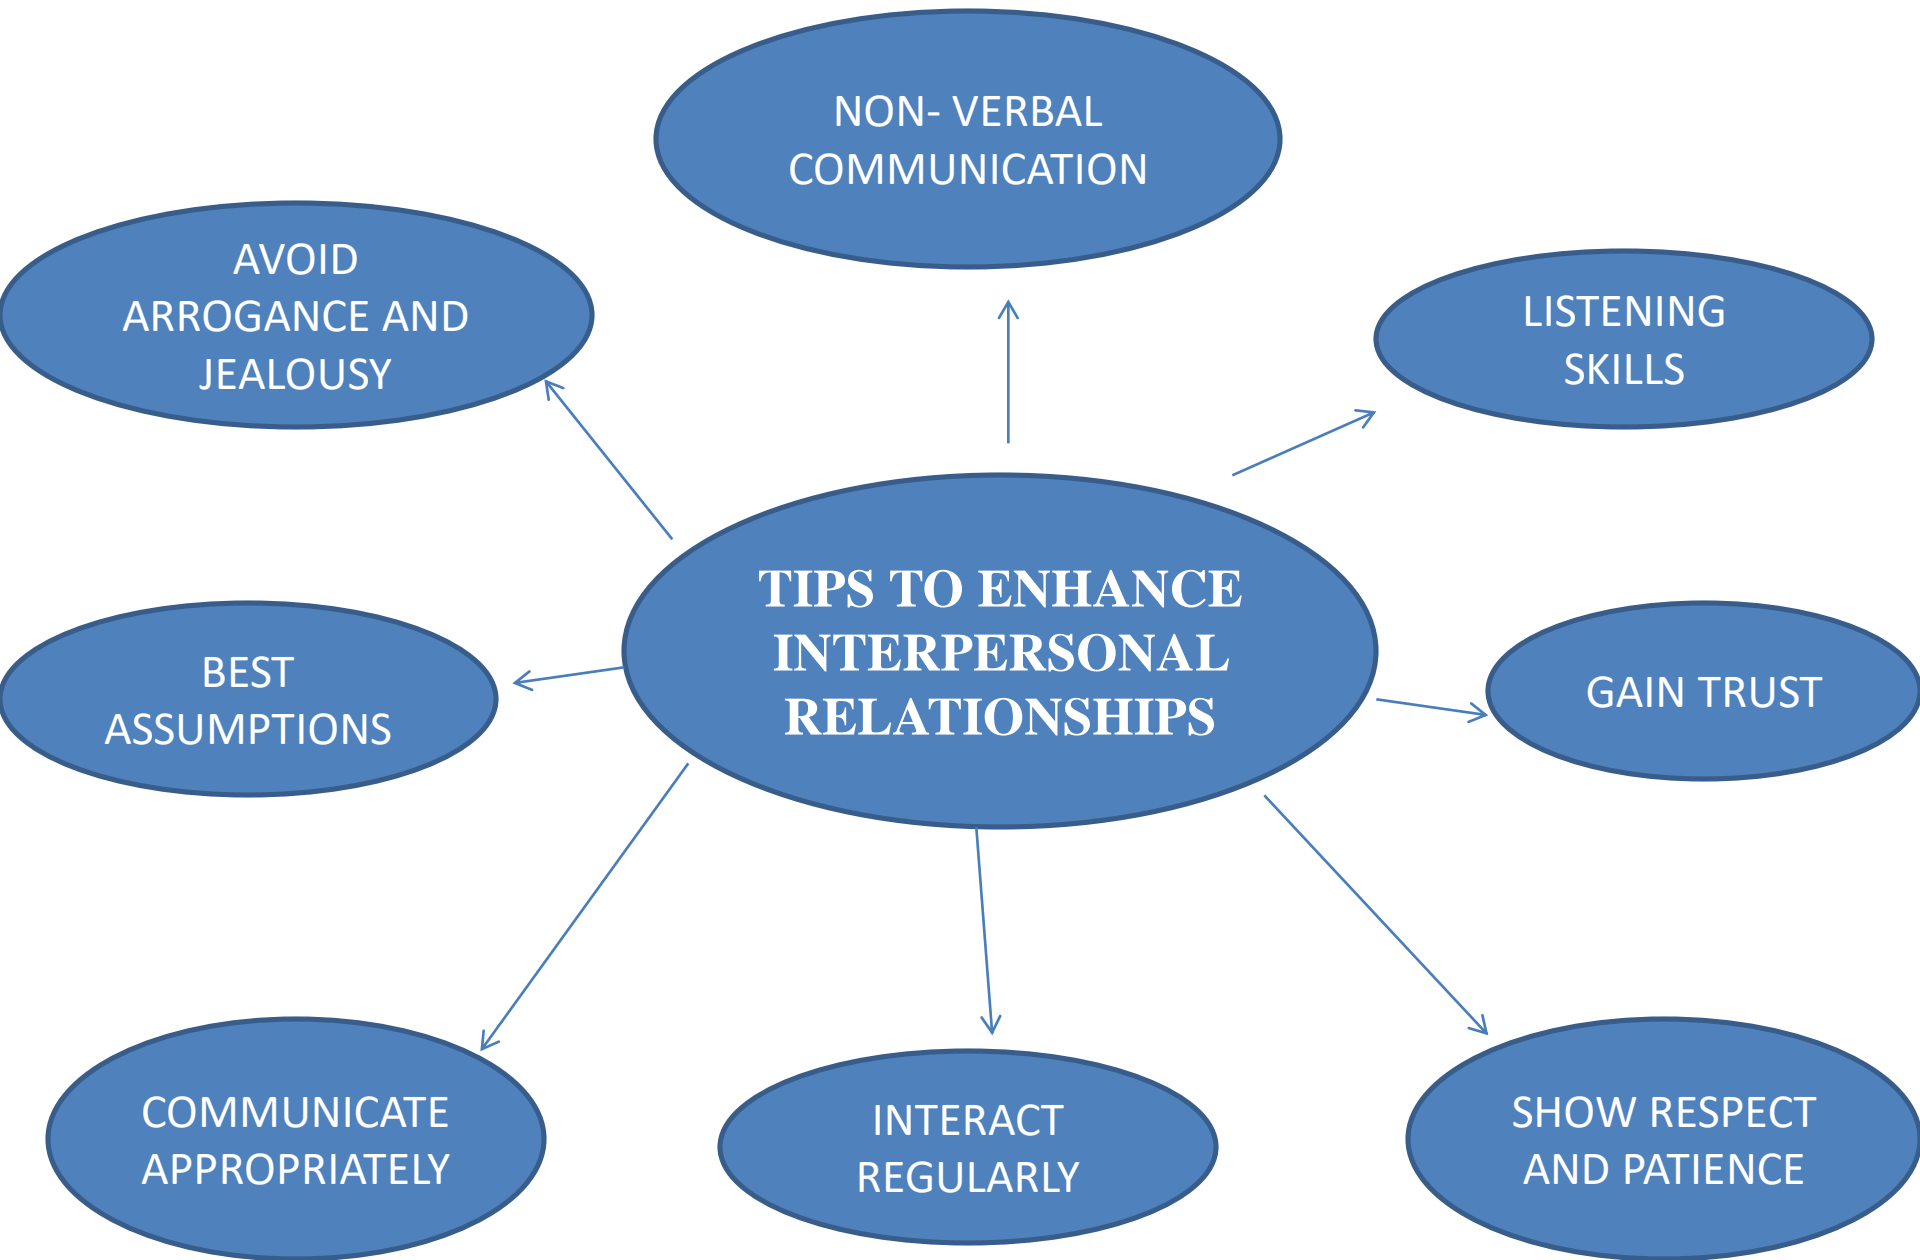 NON- VERBAL
COMMUNICATION
AVOID
ARROGANCE AND
JEALOUSY
LISTENING
SKILLS
TIPS TO ENHANCE
INTERPERSONAL
RELATIONSHIPS
BEST
ASSUMPTIONS
GAIN TRUST
COMMUNICATE
APPROPRIATELY
INTERACT
REGULARLY
SHOW RESPECT
AND PATIENCE